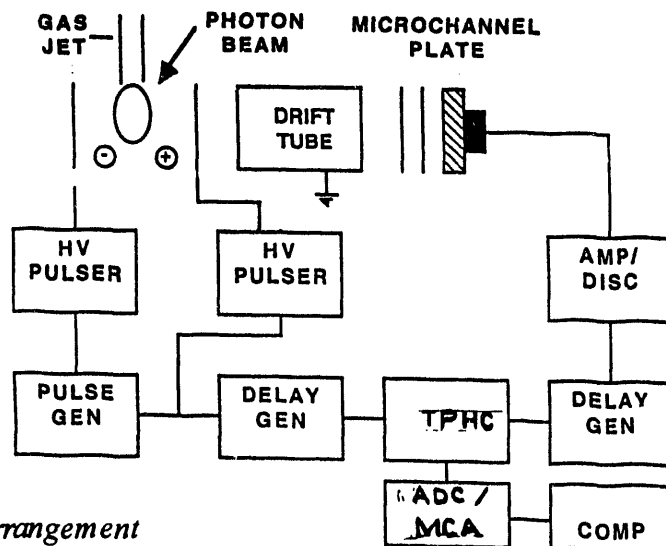 GAS
JET
PHOTON
BEAM
MICROCHANNEL
PLATE
DRIFT
TUBE
HV
PULSER
HV
PULSER
AMP/
DISC
PULSE
GEN
DELAY
GEN
TPHC
DELAY
GEN
ADC /
MCA
COMP
rrangement